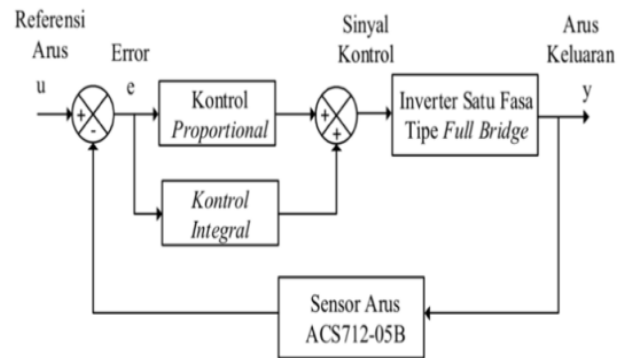 Referensi
Arus
u
Error
e
Kontrol
Proportional
Kontrol
Integral
Sinyal
Kontrol
Inverter Satu Fasa
Tipe Full Bridge
Arus
Keluaran
y
Sensor Arus
ACS712-05B
+
-
+
+